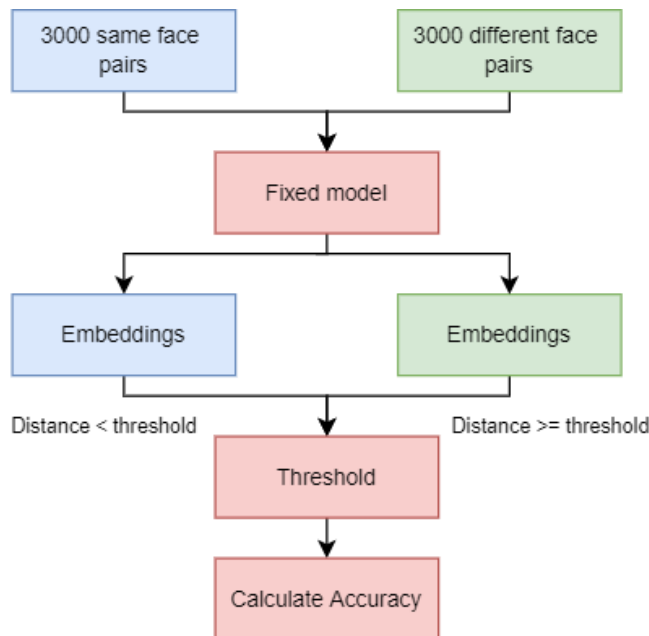 3000 same face
pairs
3000 different face
pairs
Fixed model
Embeddings
Embeddings
Distance < threshold
Distance >= threshold
Threshold
Calculate Accuracy